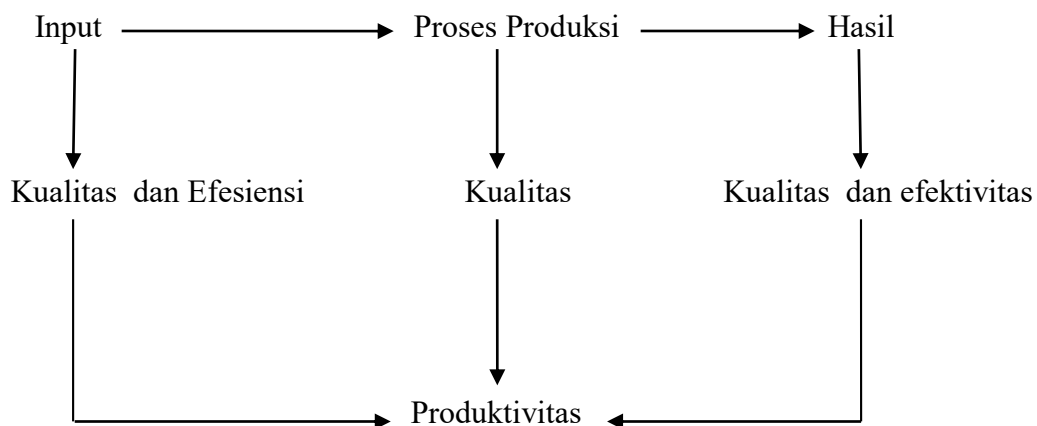 Input Proses Produksi Hasil
Kualitas dan Efesiensi Kualitas Kualitas dan efektivitas
Produktivitas